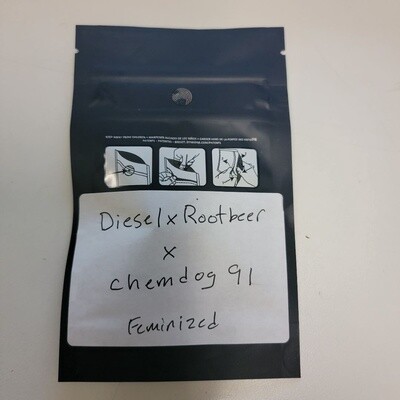 Diesel x Rootbeer
x
chemdog 91
Feminized